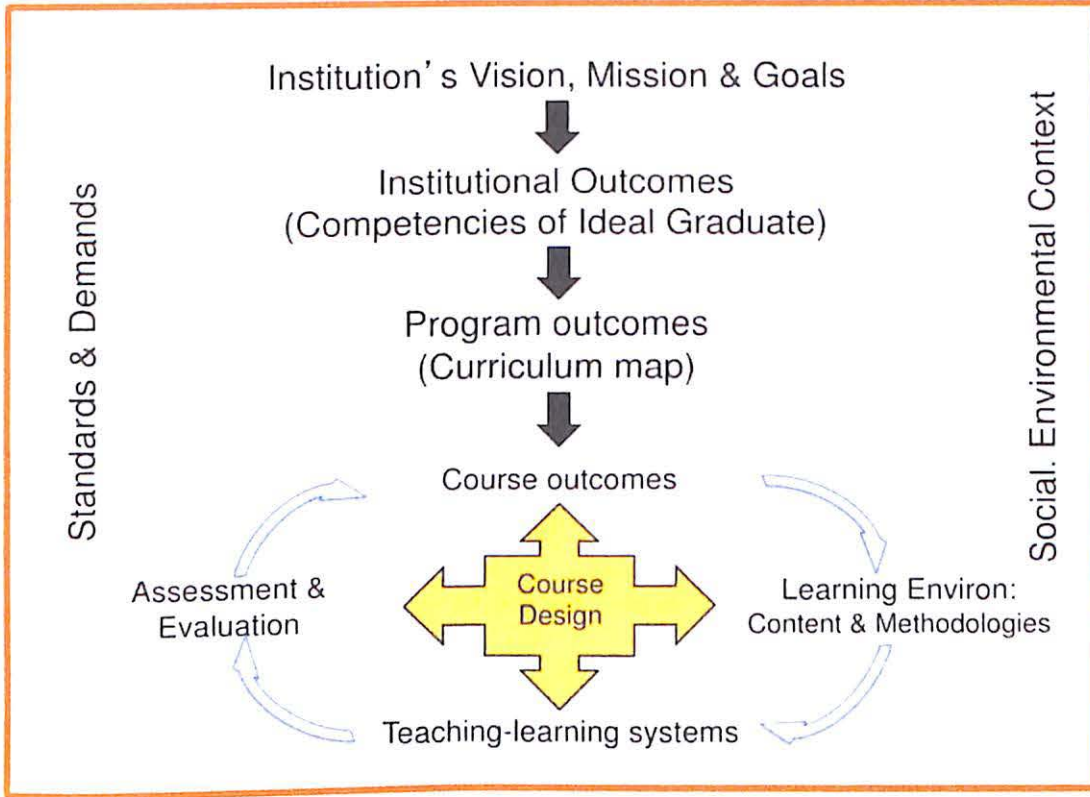 Institution's Vision, Mission & Goals
Institutional Outcomes
(Competencies of Ideal Graduate)
Program outcomes
(Curriculum map)
Course outcomes
Standards & Demands
Social. Environmental Context
Assessment &
Evaluation
Course
Design
Learning Environ:
Content & Methodologies
Teaching-learning systems